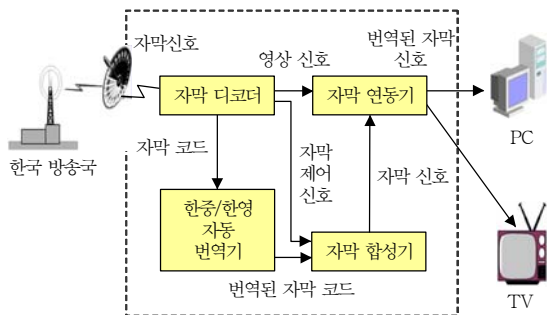 자막신호
영상 신호
번역된 자막
신호
자막 디코더
자막 연동기
PC
한국 방송국
자막 코드
자막
제어
신호
자막 신호
한중/한영
자동
번역기
자막 합성기
번역된 자막 코드
TV